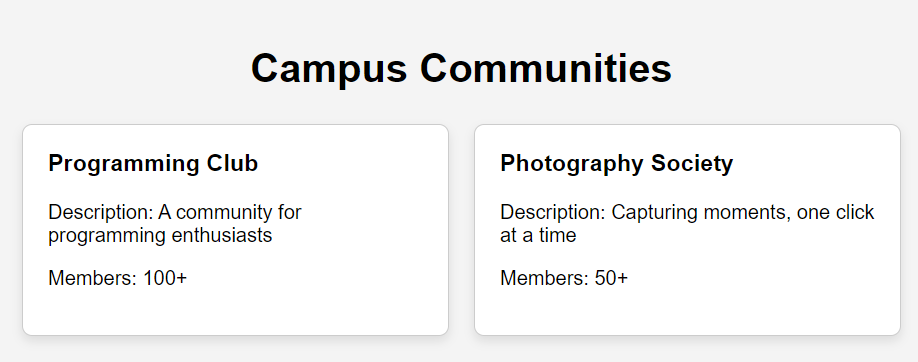 Campus Communities
Programming Club
Description: A community for
programming enthusiasts
Members: 100+
Photography Society
Description: Capturing moments, one click
at a time
Members: 50+